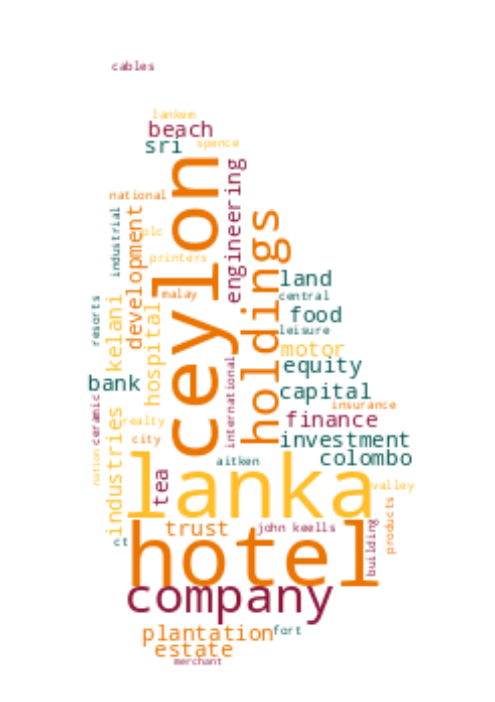 cables
lankem
beach
sri
spence
ceylon
engineering
national
industrial
development
plc
holdings
printers
land
malay
central
resorts
kelani
hospital
food
leisure
motor
international
equity
bank
capital
ceramic
insurance
industries
realty
finance
city
investment
nation
aitken
colombo
lanka
tea
valley
products
trust
john keells
building
hotel
ct
company
plantation
fort
estate
merchant